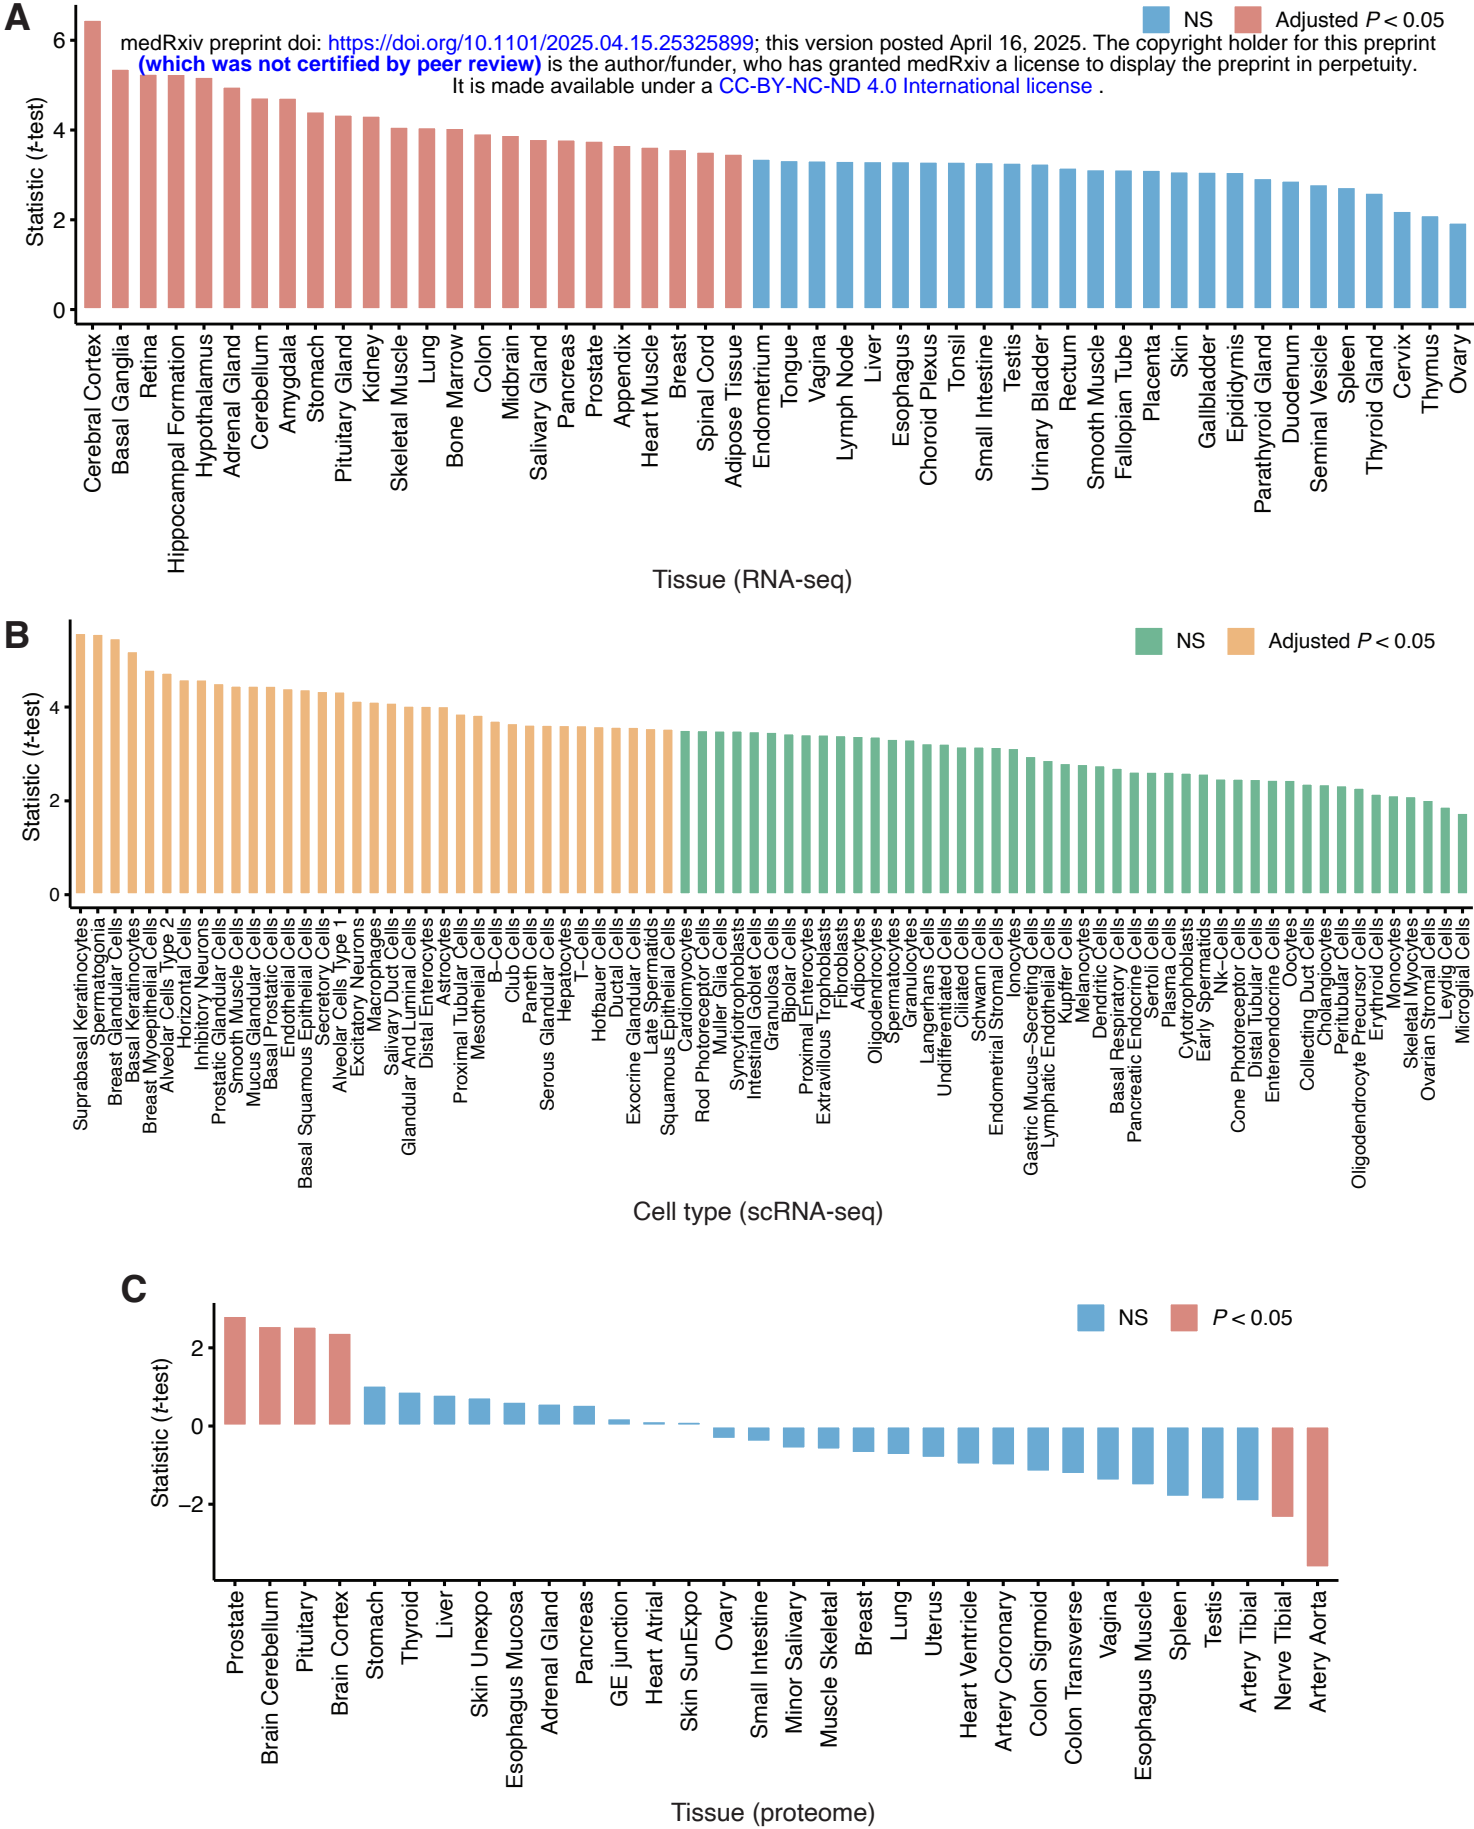 A
NS
Adjusted P < 0.05
medRxiv preprint doi: https://doi.org/10.1101/2025.04.15.25325899; this version posted April 16, 2025. The copyright holder for this preprint
(which was not certified by peer review) is the author/funder, who has granted medRxiv a license to display the preprint in perpetuity.
It is made available under a CC-BY-NC-ND 4.0 International license .
Statistic (t-test)
6
4
2
0
Cerebral Cortex
Basal Ganglia
Retina
Hippocampal Formation
Hypothalamus
Adrenal Gland
Cerebellum
Amygdala
Stomach
Pituitary Gland
Kidney
Skeletal Muscle
Lung
Bone Marrow
Colon
Midbrain
Salivary Gland
Pancreas
Prostate
Appendix
Heart Muscle
Breast
Spinal Cord
Adipose Tissue
Endometrium
Tongue
Vagina
Lymph Node
Liver
Esophagus
Choroid Plexus
Tonsil
Small Intestine
Testis
Urinary Bladder
Rectum
Smooth Muscle
Fallopian Tube
Placenta
Skin
Gallbladder
Epididymis
Parathyroid Gland
Duodenum
Seminal Vesicle
Spleen
Thyroid Gland
Cervix
Thymus
Ovary
Tissue (RNA-seq)
B
NS
Adjusted P < 0.05
Statistic (t-test)
4
2
0
Suprabasal Keratinocytes
Spermatogonia
Breast Glandular Cells
Basal Keratinocytes
Breast Myoepithelial Cells
Alveolar Cells Type 2
Horizontal Cells
Inhibitory Neurons
Prostatic Glandular Cells
Smooth Muscle Cells
Mucus Glandular Cells
Basal Prostatic Cells
Endothelial Cells
Basal Squamous Epithelial Cells
Secretory Cells
Alveolar Cells Type 1
Excitatory Neurons
Macrophages
Salivary Duct Cells
Glandular And Luminal Cells
Distal Enterocytes
Astrocytes
Proximal Tubular Cells
Mesothelial Cells
B−Cells
Club Cells
Paneth Cells
Serous Glandular Cells
Hepatocytes
T−Cells
Hofbauer Cells
Ductal Cells
Exocrine Glandular Cells
Late Spermatids
Squamous Epithelial Cells
Cardiomyocytes
Rod Photoreceptor Cells
Muller Glia Cells
Syncytiotrophoblasts
Intestinal Goblet Cells
Granulosa Cells
Bipolar Cells
Proximal Enterocytes
Extravillous Trophoblasts
Fibroblasts
Adipocytes
Oligodendrocytes
Spermatocytes
Granulocytes
Langerhans Cells
Undifferentiated Cells
Ciliated Cells
Schwann Cells
Endometrial Stromal Cells
Ionocytes
Gastric Mucus−Secreting Cells
Lymphatic Endothelial Cells
Kupffer Cells
Melanocytes
Dendritic Cells
Basal Respiratory Cells
Pancreatic Endocrine Cells
Sertoli Cells
Plasma Cells
Cytotrophoblasts
Early Spermatids
Nk−Cells
Cone Photoreceptor Cells
Distal Tubular Cells
Enteroendocrine Cells
Oocytes
Collecting Duct Cells
Cholangiocytes
Peritubular Cells
Oligodendrocyte Precursor Cells
Erythroid Cells
Monocytes
Skeletal Myocytes
Ovarian Stromal Cells
Leydig Cells
Microglial Cells
Cell type (scRNA-seq)
C
NS
P < 0.05
Statistic (t-test)
2
0
−2
Prostate
Brain Cerebellum
Pituitary
Brain Cortex
Stomach
Thyroid
Liver
Skin Unexpo
Esophagus Mucosa
Adrenal Gland
Pancreas
GE junction
Heart Atrial
Skin SunExpo
Ovary
Small Intestine
Minor Salivary
Muscle Skeletal
Breast
Lung
Uterus
Heart Ventricle
Artery Coronary
Colon Sigmoid
Colon Transverse
Vagina
Esophagus Muscle
Spleen
Testis
Artery Tibial
Nerve Tibial
Artery Aorta
Tissue (proteome)